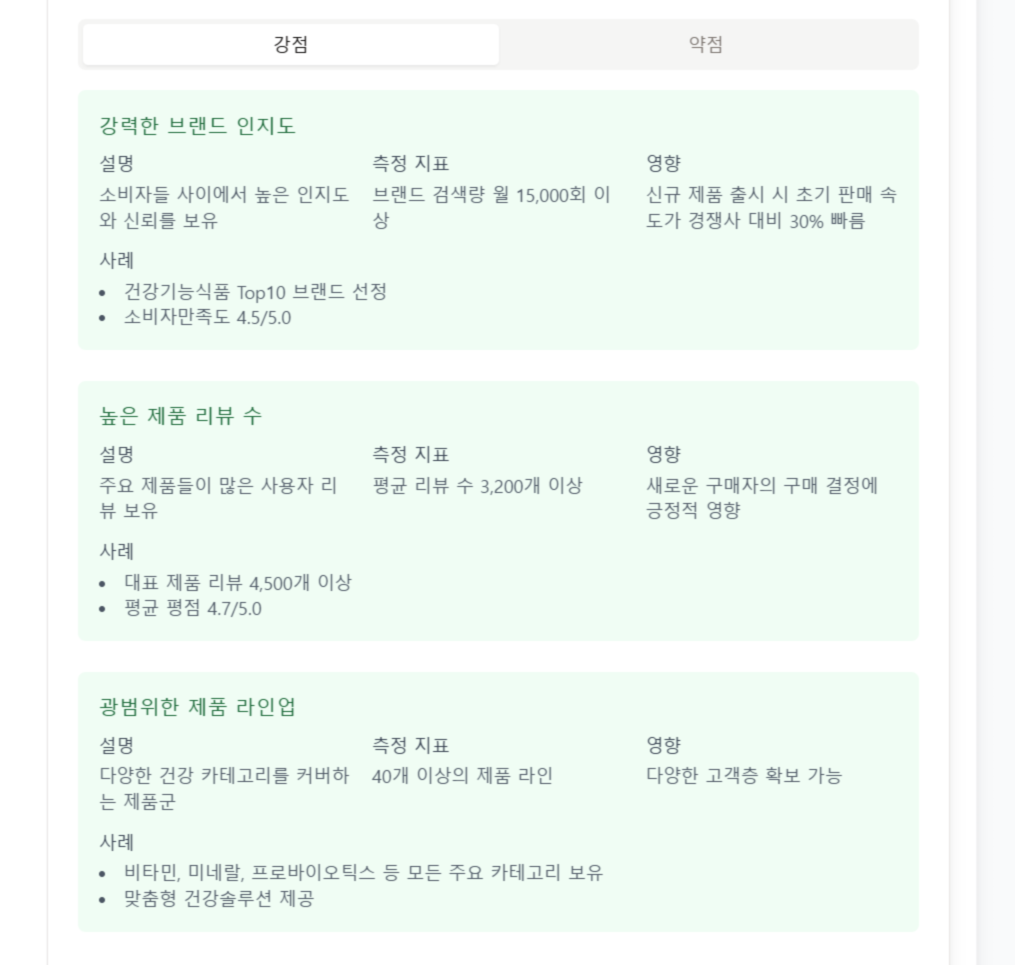 강점
약점
강력한 브랜드 인지도
설명
소비자들 사이에서 높은 인지도
와 신뢰를 보유
측정 지표
브랜드 검색량 월 15,000회 이
상
영향
신규 제품 출시 시 초기 판매 속
도가 경쟁사 대비 30% 빠름
사례
• 건강기능식품 Top10 브랜드 선정
• 소비자만족도 4.5/5.0
높은 제품 리뷰 수
설명
주요 제품들이 많은 사용자 리
뷰 보유
측정 지표
평균 리뷰 수 3,200개 이상
영향
새로운 구매자의 구매 결정에
긍정적 영향
사례
• 대표 제품 리뷰 4,500개 이상
• 평균 평점 4.7/5.0
광범위한 제품 라인업
설명
다양한 건강 카테고리를 커버하
는 제품군
측정 지표
40개 이상의 제품 라인
영향
다양한 고객층 확보 가능
사례
• 비타민, 미네랄, 프로바이오틱스 등 모든 주요 카테고리 보유
• 맞춤형 건강솔루션 제공